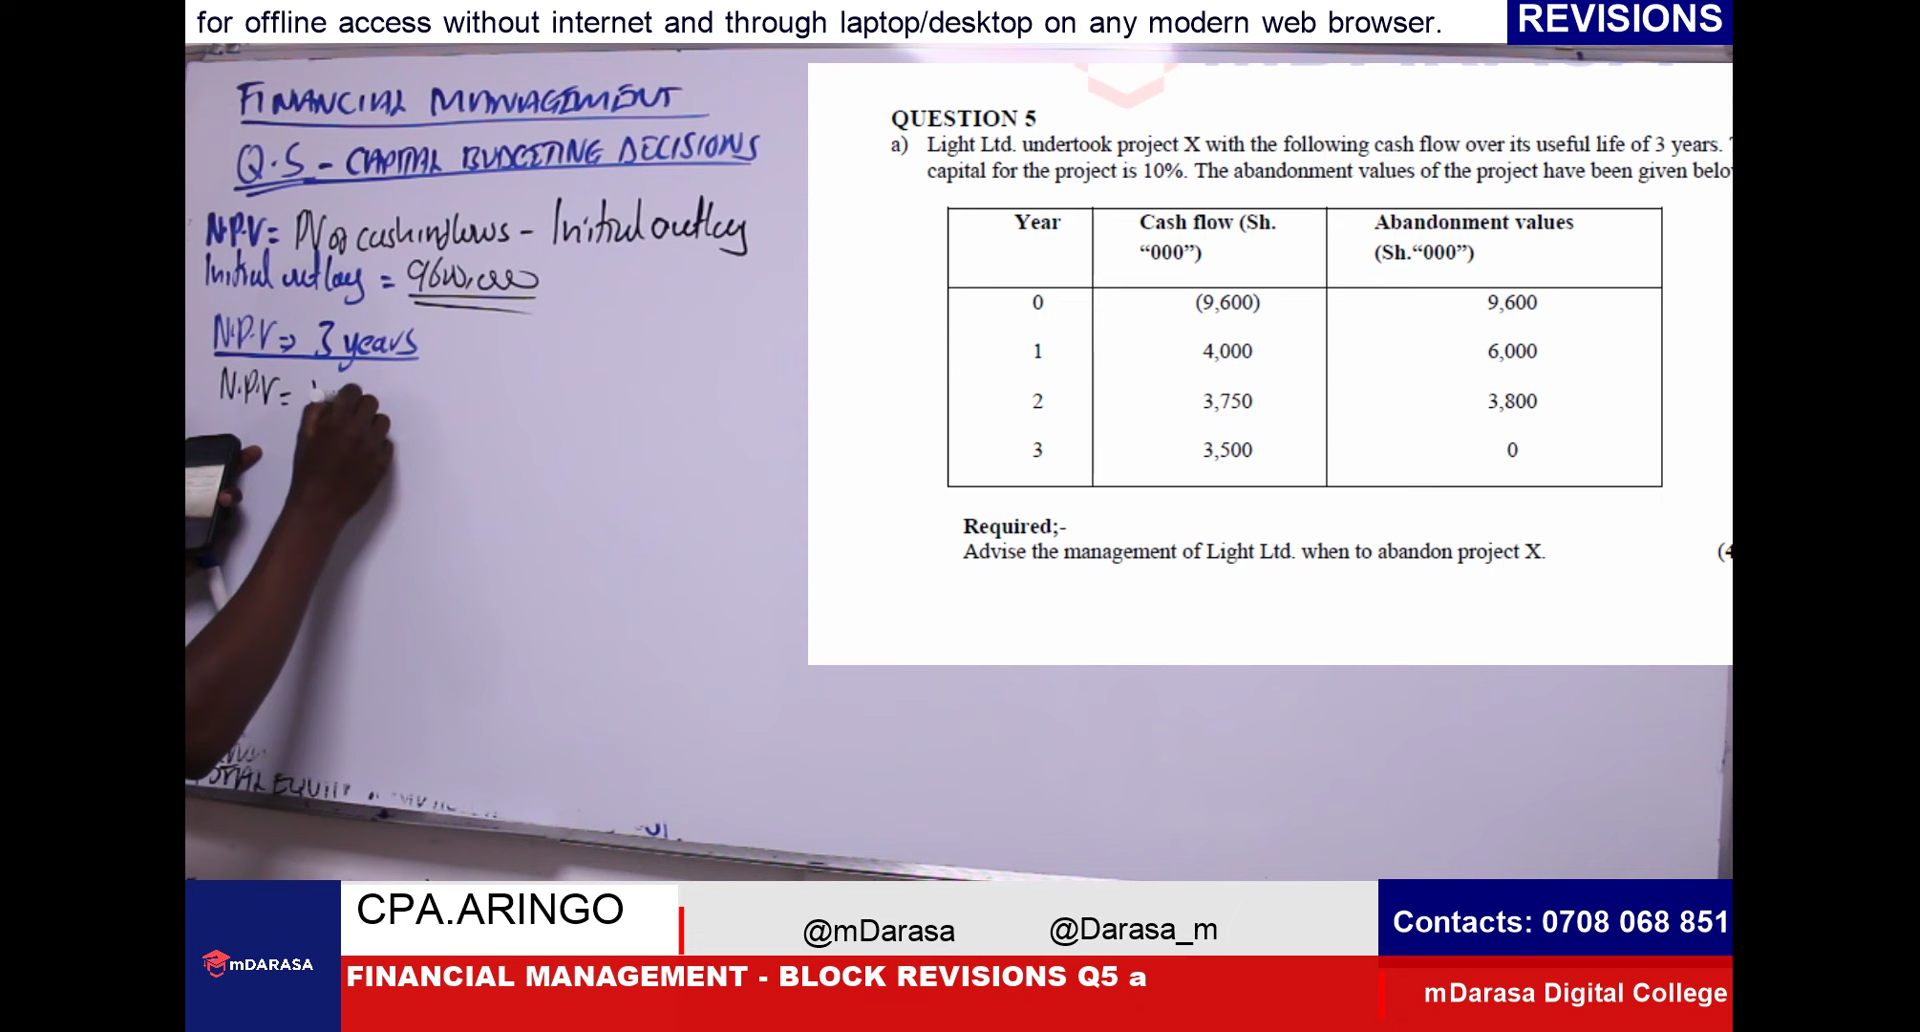 for offline access without internet and through laptop/desktop on any modern web browser.
REVISIONS
FINANCIAL MANAGEMENT
Q.5 - CAPITAL BUDGETING DECISIONS
N.P.V = PV of cash inflows - Initial outlay
Initial outlay = 9600,000
N.P.V => 3 years
N.P.V =
TOTAL EQUITY
QUESTION 5
a) Light Ltd. undertook project X with the following cash flow over its useful life of 3 years.
capital for the project is 10%. The abandonment values of the project have been given
Year Cash flow (Sh. Abandonment values
“000”) (Sh.“000”)
0 (9,600) 9,600
1 4,000 6,000
2 3,750 3,800
3 3,500 0
Required;-
Advise the management of Light Ltd. when to abandon project X. (4
CPA.ARINGO
@mDarasa @Darasa_m
Contacts: 0708 068 851
mDARASA
FINANCIAL MANAGEMENT - BLOCK REVISIONS Q5 a
mDarasa Digital College